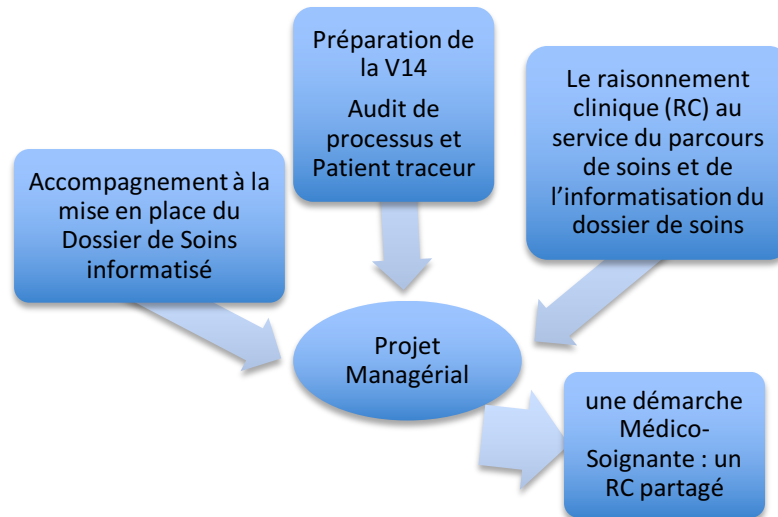 Accompagnement à la
mise en place du
Dossier de Soins
informatisé
Préparation de
la V14
Audit de
processus et
Patient traceur
Le raisonnement
clinique (RC) au
service du parcours
de soins et de
l’informatisation du
dossier de soins
Projet
Managérial
une démarche
Médico-
Soignante : un
RC partagé